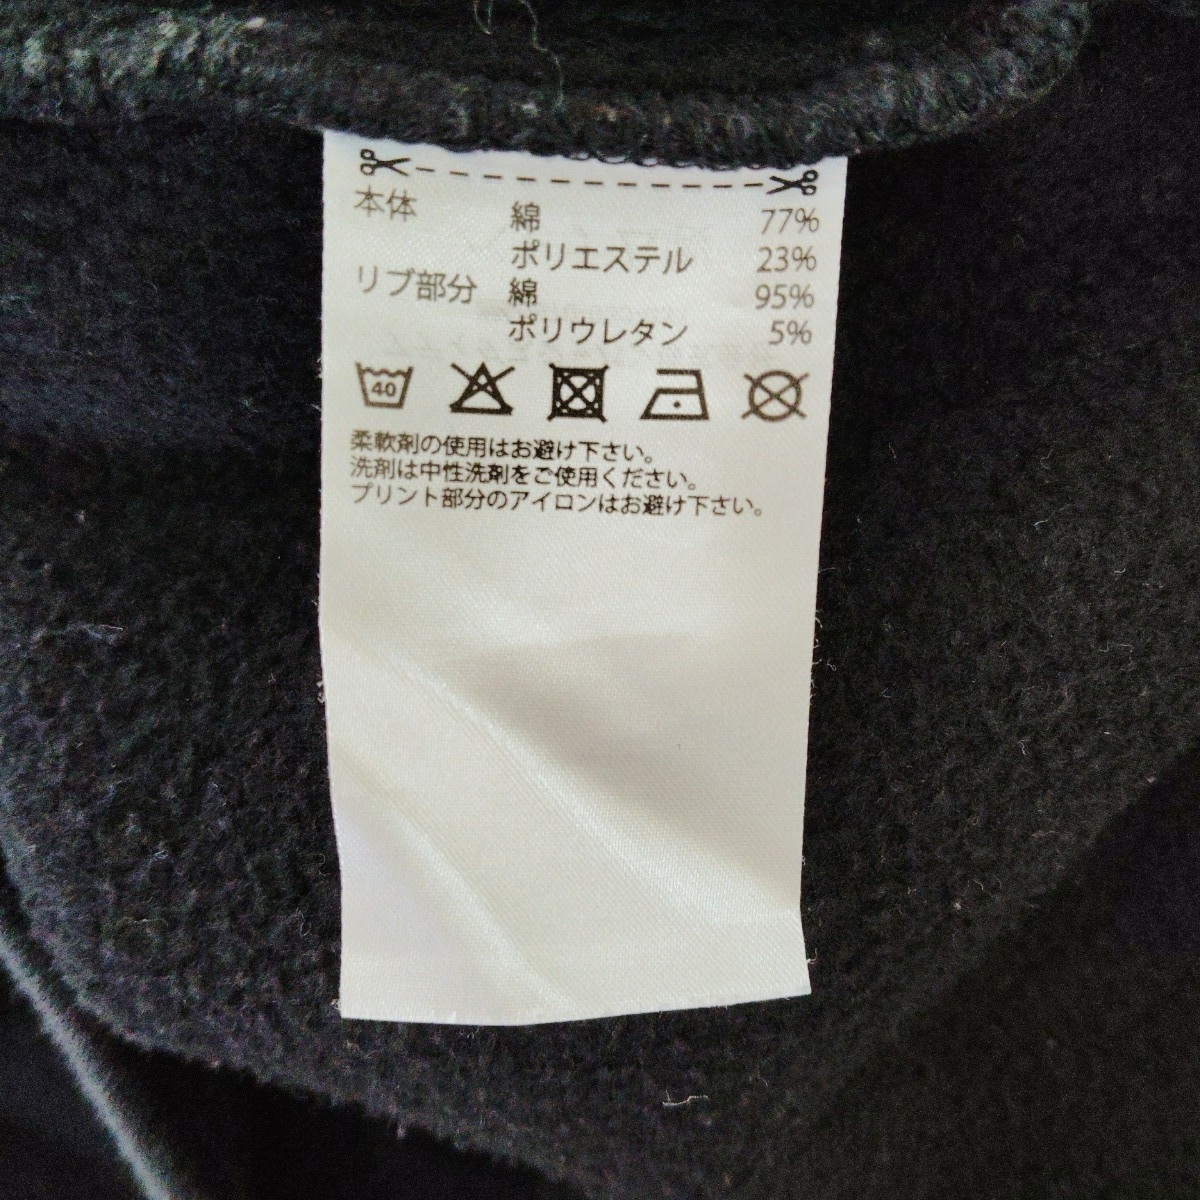 本体 綿 77%
ポリエステル 23%
リブ部分 綿 95%
ポリウレタン 5%
40
柔軟剤の使用はお避け下さい。
洗剤は中性洗剤をご使用ください。
プリント部分のアイロンはお避け下さい。